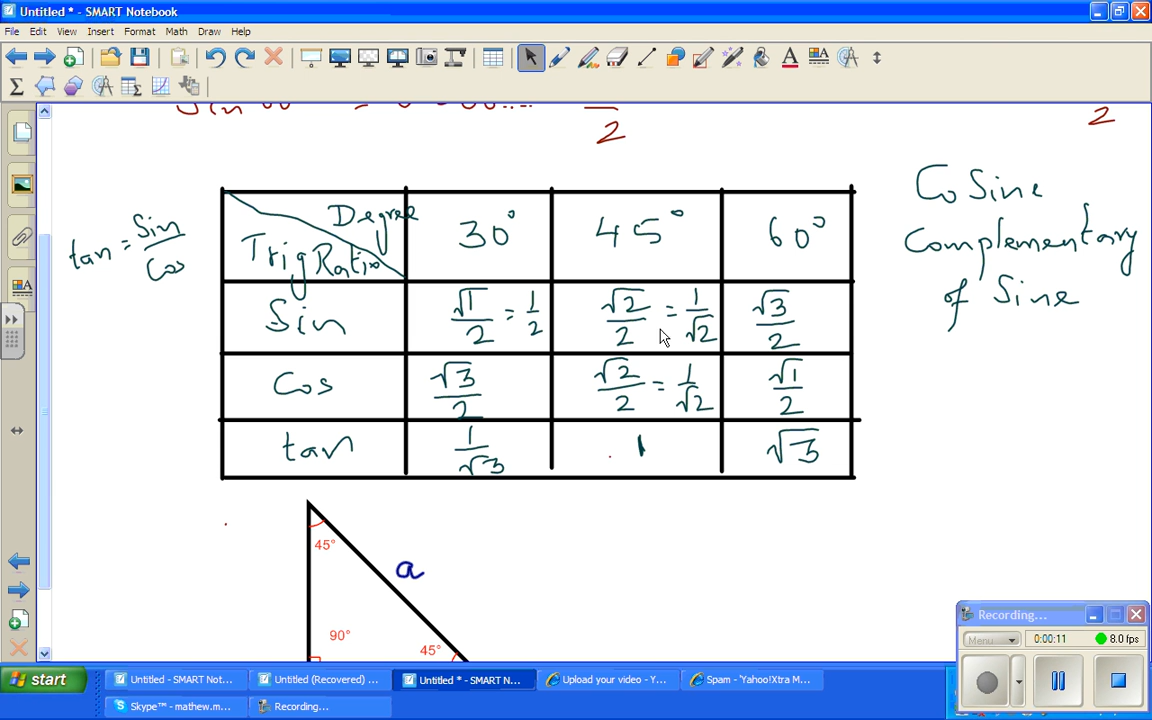 Untitled * - SMART Notebook
File Edit View Insert Format Math Draw Help
2
2
tan = Sin/Cos
Degree
Trig Ratio
30° 45° 60°
Sin √1/2 = 1/2 √2/2 = 1/√2 √3/2
Cos √3/2 √2/2 = 1/√2 √1/2
tan 1/√3 1 √3
CoSine
Complementary
of Sine
45°
a
90°
45°
Recording...
Menu
0:00:11 8.0 fps
start
Untitled - SMART Not...
Untitled (Recovered) ...
Untitled * - SMART N...
Upload your video - Y...
Spam - 'Yahoo!Xtra M...
Skype™ - mathew.m...
Recording...